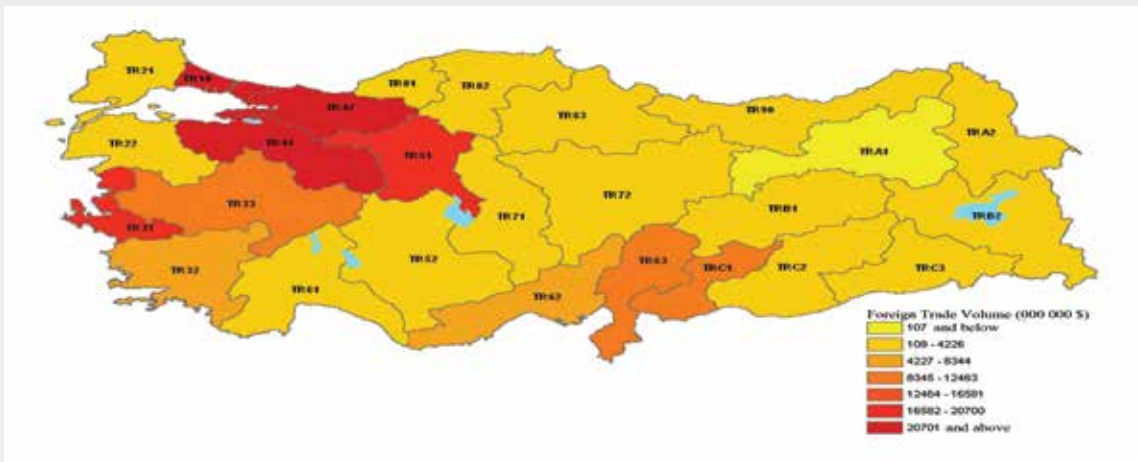 TR21
TR10
TR42
TR81
TR82
TR83
TR90
TRA2
TRA1
TR22
TR41
TR51
TR33
TR72
TRB1
TRB2
TR71
TR31
TR32
TR52
TR63
TRC1
TRC2
TRC3
TR61
TR62
Foreign Trade Volume (000 000 $)
107 and below
108 - 4226
4227 - 8344
8345 - 12463
12464 - 16581
16582 - 20700
20701 and above